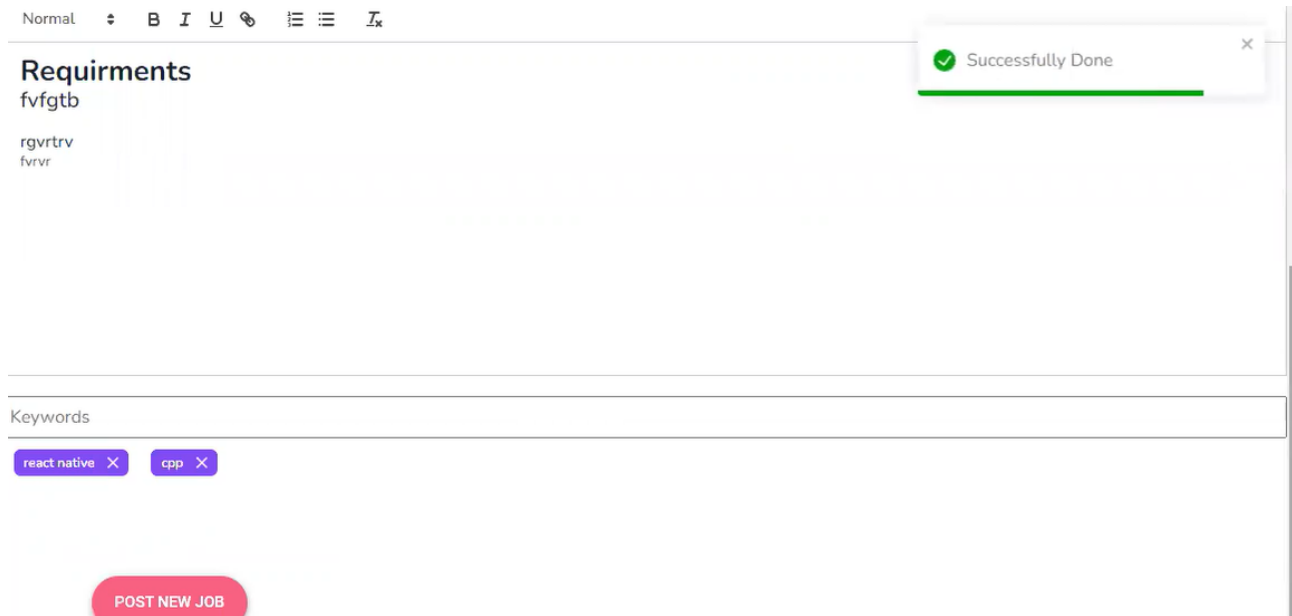 Normal
Successfully Done
Requirments
fvfgtb
rgvrtrv
fvrvr
Keywords
react native
cpp
POST NEW JOB